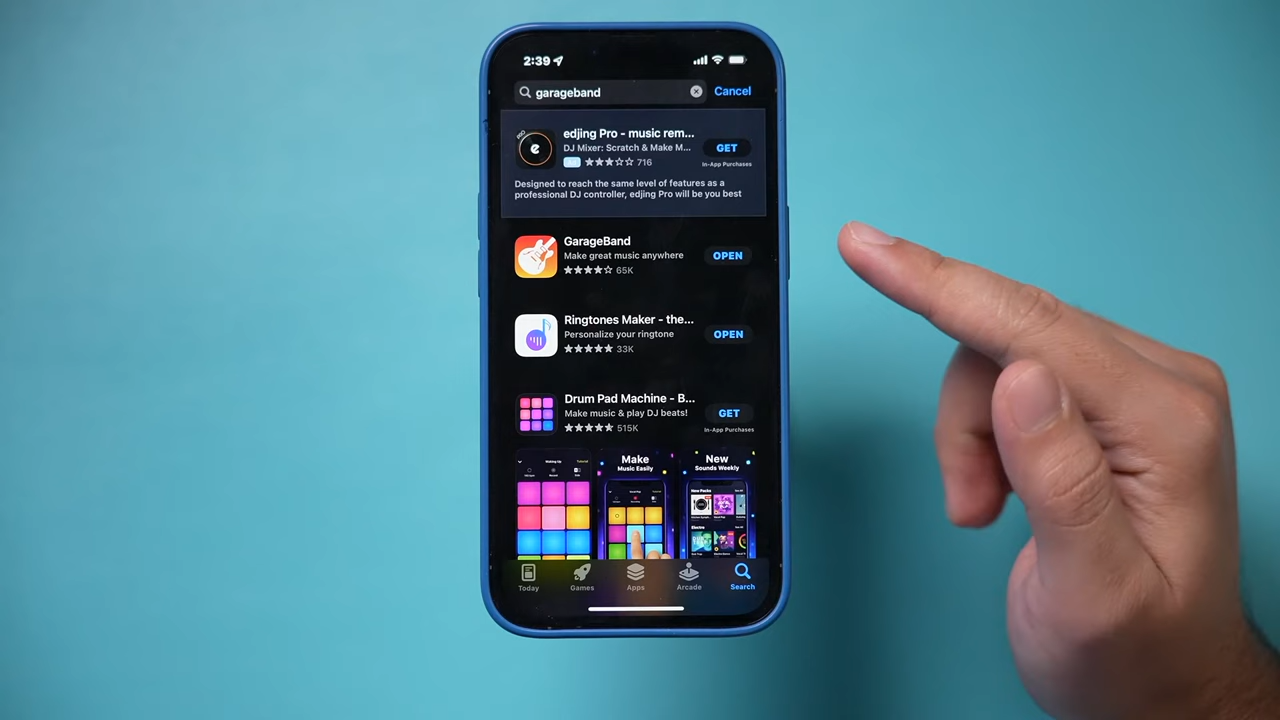 2:39
garageband
Cancel
edjing Pro - music rem...
DJ Mixer: Scratch & Make M...
GET
716
In-App Purchases
Designed to reach the same level of features as a
professional DJ controller, edjing Pro will be you best
GarageBand
Make great music anywhere
65K
OPEN
Ringtones Maker - the...
Personalize your ringtone
33K
OPEN
Drum Pad Machine - B...
Make music & play DJ beats!
515K
GET
In-App Purchases
Make
Music Easily
New
Sounds Weekly
Today
Games
Apps
Arcade
Search